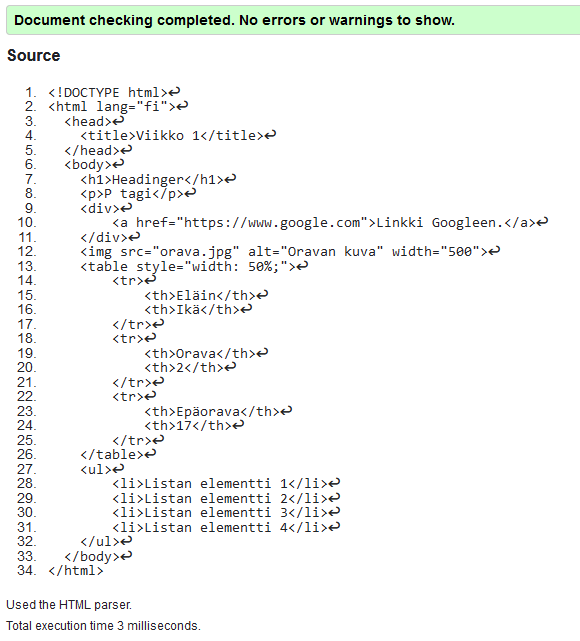 Document checking completed. No errors or warnings to show.
Source
1. <!DOCTYPE html>↩
2. <html lang="fi">↩
3. <head>↩
4. <title>Viikko 1</title>↩
5. </head>↩
6. <body>↩
7. <h1>Headinger</h1>↩
8. <p>P tagi</p>↩
9. <div>↩
10. <a href="https://www.google.com">Linkki Googleen.</a>↩
11. </div>↩
12. <img src="orava.jpg" alt="Oravan kuva" width="500">↩
13. <table style="width: 50%;">↩
14. <tr>↩
15. <th>Eläin</th>↩
16. <th>Ikä</th>↩
17. </tr>↩
18. <tr>↩
19. <th>Orava</th>↩
20. <th>2</th>↩
21. </tr>↩
22. <tr>↩
23. <th>Epäorava</th>↩
24. <th>17</th>↩
25. </tr>↩
26. </table>↩
27. <ul>↩
28. <li>Listan elementti 1</li>↩
29. <li>Listan elementti 2</li>↩
30. <li>Listan elementti 3</li>↩
31. <li>Listan elementti 4</li>↩
32. </ul>↩
33. </body>↩
34. </html>
Used the HTML parser.
Total execution time 3 milliseconds.